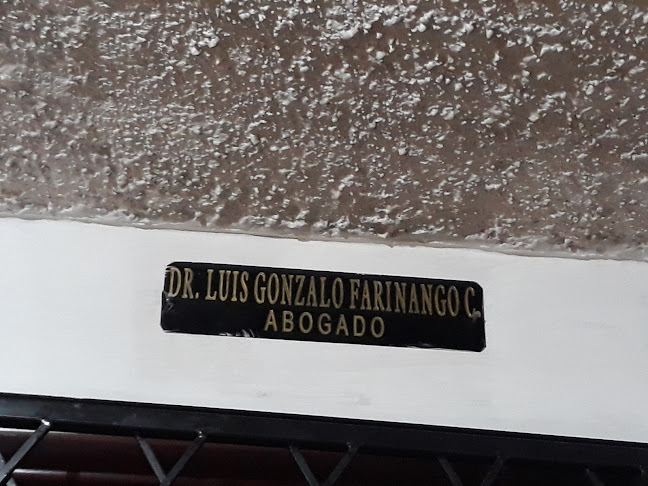 DR. LUIS GONZALO FARINANGO C.
ABOGADO